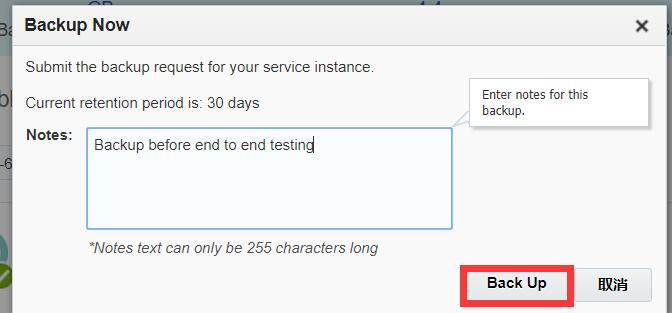 Backup Now
Submit the backup request for your service instance.
Current retention period is: 30 days
Enter notes for this
backup.
Notes:
Backup before end to end testing
*Notes text can only be 255 characters long
Back Up
取消